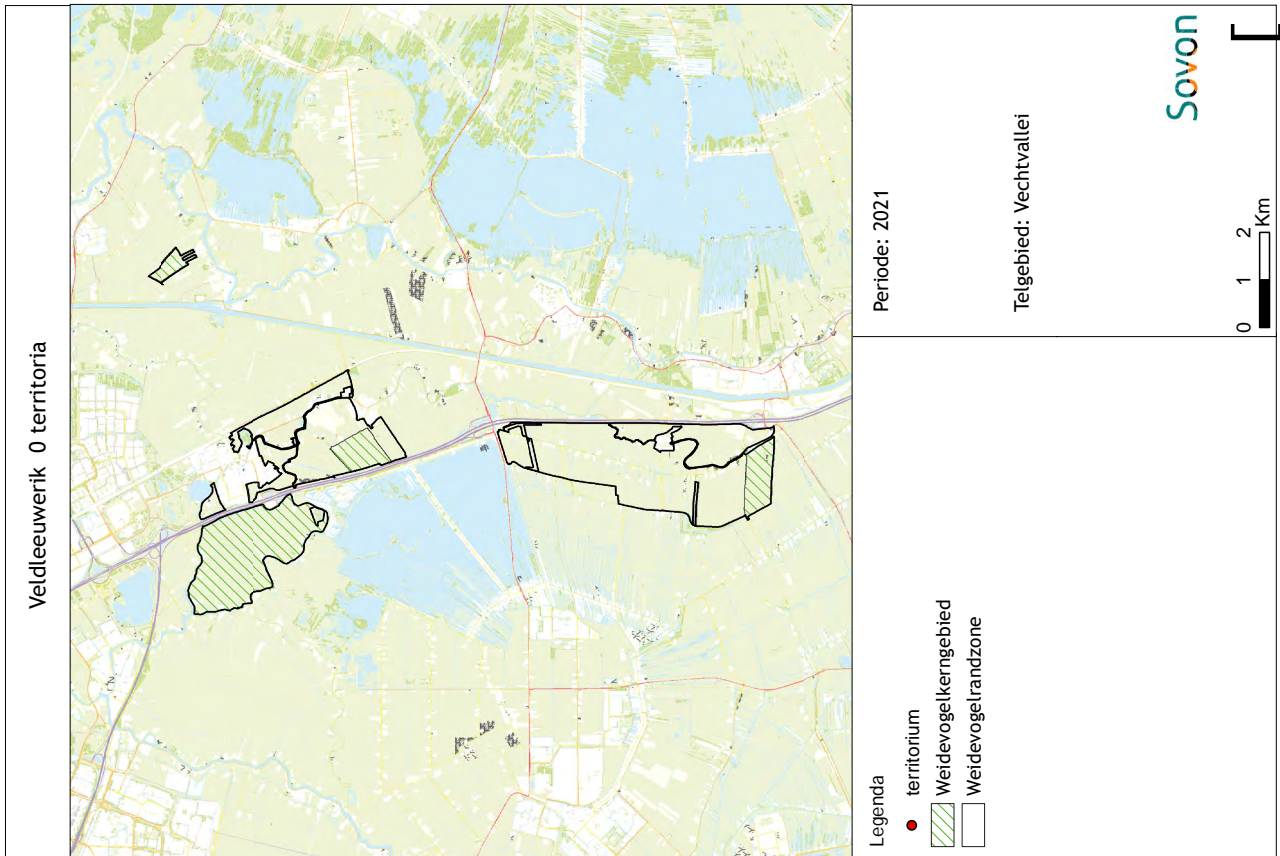 Veldleeuwerik 0 territoria
Legenda
territorium
Weidevogelkerngebied
Weidevogelrandzone
Periode: 2021
Telgebied: Vechtvallei
0 1 2
Km
Sovon